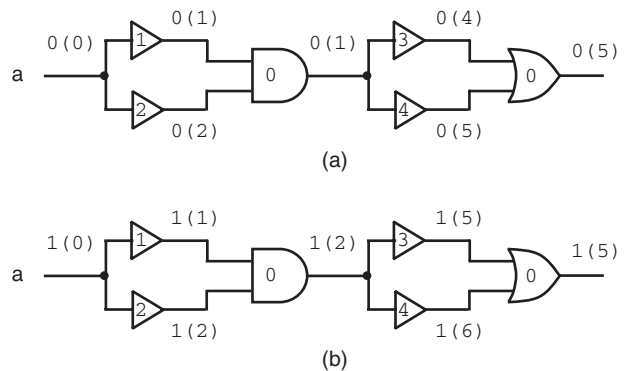 0(1) 0(4)
0(0) 1 0(1) 3 0(5)
a 0 0
2 4
0(2) 0(5)
(a)
1(1) 1(5)
1(0) 1 1(2) 3 1(5)
a 0 0
2 4
1(2) 1(6)
(b)